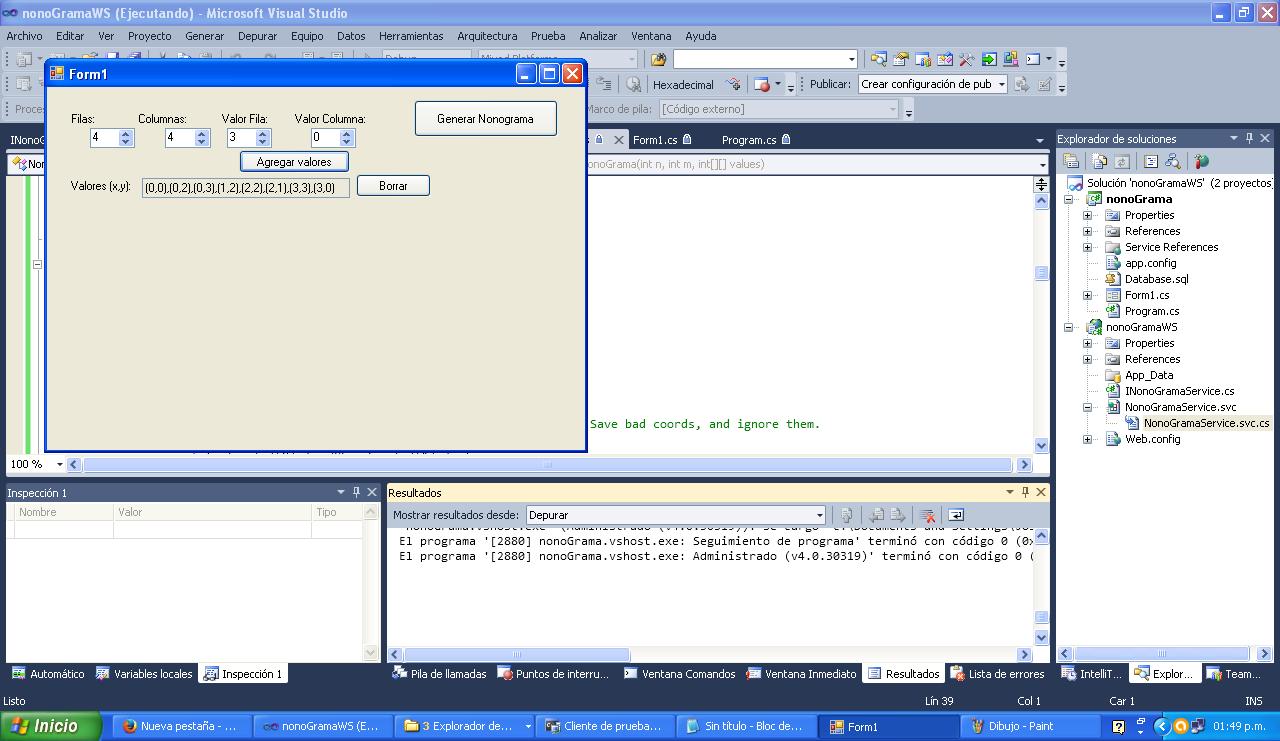 nonoGramaWS (Ejecutando) - Microsoft Visual Studio
Archivo Editar Ver Proyecto Generar Depurar Equipo Datos Herramientas Arquitectura Prueba Analizar Ventana Ayuda
Form1
Hexadecimal
Publicar: Crear configuración de pub
Marco de pila: [Código externo]
Filas: Columnas: Valor Fila: Valor Columna:
4 4 3 0
Generar Nonograma
Agregar valores
Valores (x,y): (0,0),(0,2),(0,3),(1,2),(2,2),(2,1),(3,3),(3,0) Borrar
Form1.cs Program.cs
(int n, int m, int[][] values)
Save bad coords, and ignore them.
100 %
Explorador de soluciones
Solución 'nonoGramaWS' (2 proyectos)
nonoGrama
Properties
References
Service References
app.config
Database.sql
Form1.cs
Program.cs
nonoGramaWS
Properties
References
App_Data
INonoGramaService.cs
NonoGramaService.svc
NonoGramaService.svc.cs
Web.config
Inspección 1
Nombre Valor Tipo
Resultados
Mostrar resultados desde: Depurar
El programa '[2880] nonoGrama.vshost.exe: Seguimiento de programa' terminó con código 0 (0x
El programa '[2880] nonoGrama.vshost.exe: Administrado (v4.0.30319)' terminó con código 0 (
Automático Variables locales Inspección 1
Pila de llamadas Puntos de interru... Ventana Comandos Ventana Inmediato Resultados Lista de errores
IntelliT... Explor... Team...
Listo Lín 39 Col 1 Car 1 INS
Inicio Nueva pestaña - ... nonoGramaWS (E... 3 Explorador de... Cliente de prueba... Sin título - Bloc de... Form1 Dibujo - Paint 01:49 p.m.